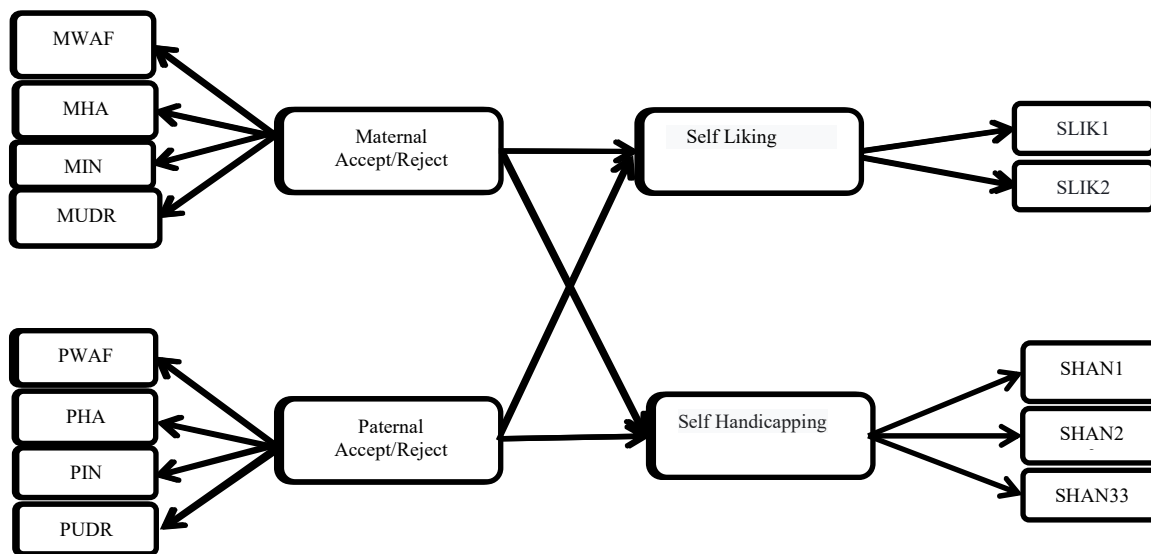 MWAF
MHA
MIN
MUDR
Maternal
Accept/Reject
Self Liking
SLIK1
SLIK2
PWAF
PHA
PIN
PUDR
Paternal
Accept/Reject
Self Handicapping
SHAN1
SHAN2
SHAN33